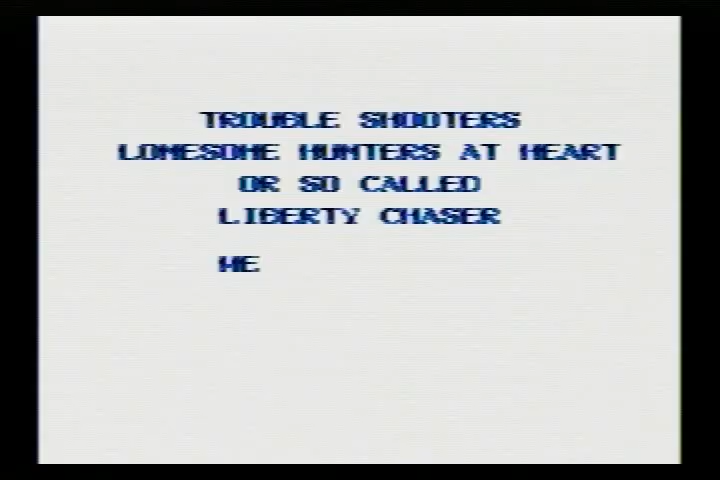 TROUBLE SHOOTERS
LONESOME HUNTERS AT HEART
OR SO CALLED
LIBERTY CHASER
WE